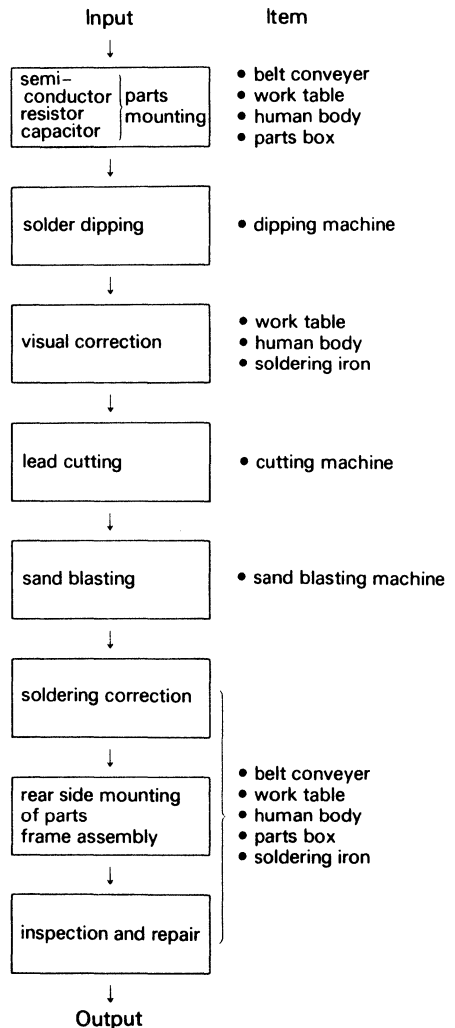 Input
Item
semi-
conductor
resistor
capacitor
parts
mounting
• belt conveyer
• work table
• human body
• parts box
solder dipping
• dipping machine
visual correction
• work table
• human body
• soldering iron
lead cutting
• cutting machine
sand blasting
• sand blasting machine
soldering correction
rear side mounting
of parts
frame assembly
inspection and repair
• belt conveyer
• work table
• human body
• parts box
• soldering iron
Output